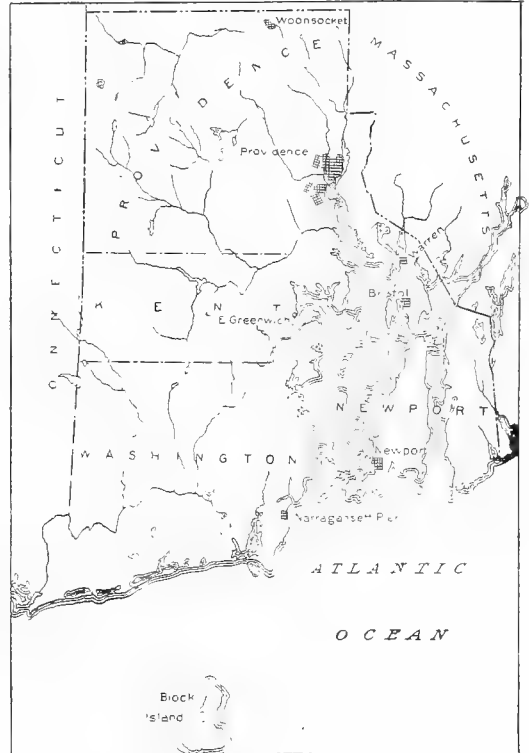 Woonsocket
MASSACHUSETTS
PROVIDENCE
Providence
CONNECTICUT
Warren
Bristol
KENT
E Greenwich
NEWPORT
WASHINGTON
Newport
Narragansett Pier
ATLANTIC
OCEAN
Block
Island